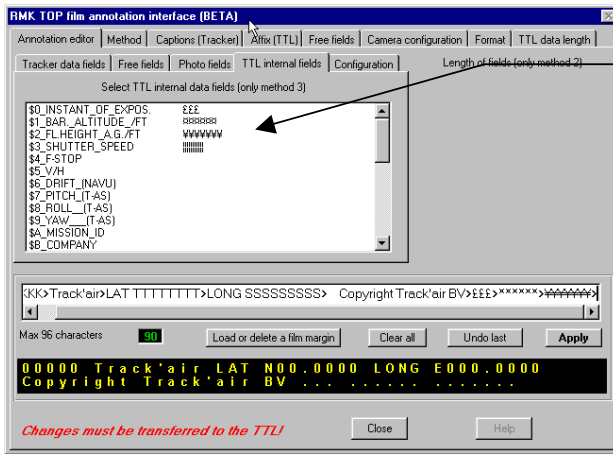 RMK TOP film annotation interface (BETA)
Annotation editor Method Captions (Tracker) Affix (TTL) Free fields Camera configuration Format TTL data length
Tracker data fields Free fields Photo fields TTL internal fields Configuration Length of fields (only method 2)
Select TTL internal data fields (only method 3)
$0_INSTANT_OF_EXPOS. £££
$1_BAR._ALTITUDE_/FT ¤¤¤¤¤¤
$2_FL.HEIGHT_A.G./FT ¥¥¥¥¥¥¥
$3_SHUTTER_SPEED
$4_F-STOP
$5_V/H
$6_DRIFT_(NAVU)
$7_PITCH_(T-AS)
$8_ROLL__(T-AS)
$9_YAW___(T-AS)
$A_MISSION_ID
$B_COMPANY
KK>Track'air>LAT TTTTTTTT>LONG SSSSSSSSS> Copyright Track'air BV>£££>¤¤¤¤¤¤>¥¥¥¥¥¥¥>
Max 96 characters 90 Load or delete a film margin Clear all Undo last Apply
00000 Track'air LAT N00.0000 LONG E000.0000
Copyright Track'air BV ... ...... .......
Changes must be transferred to the TTL! Close Help